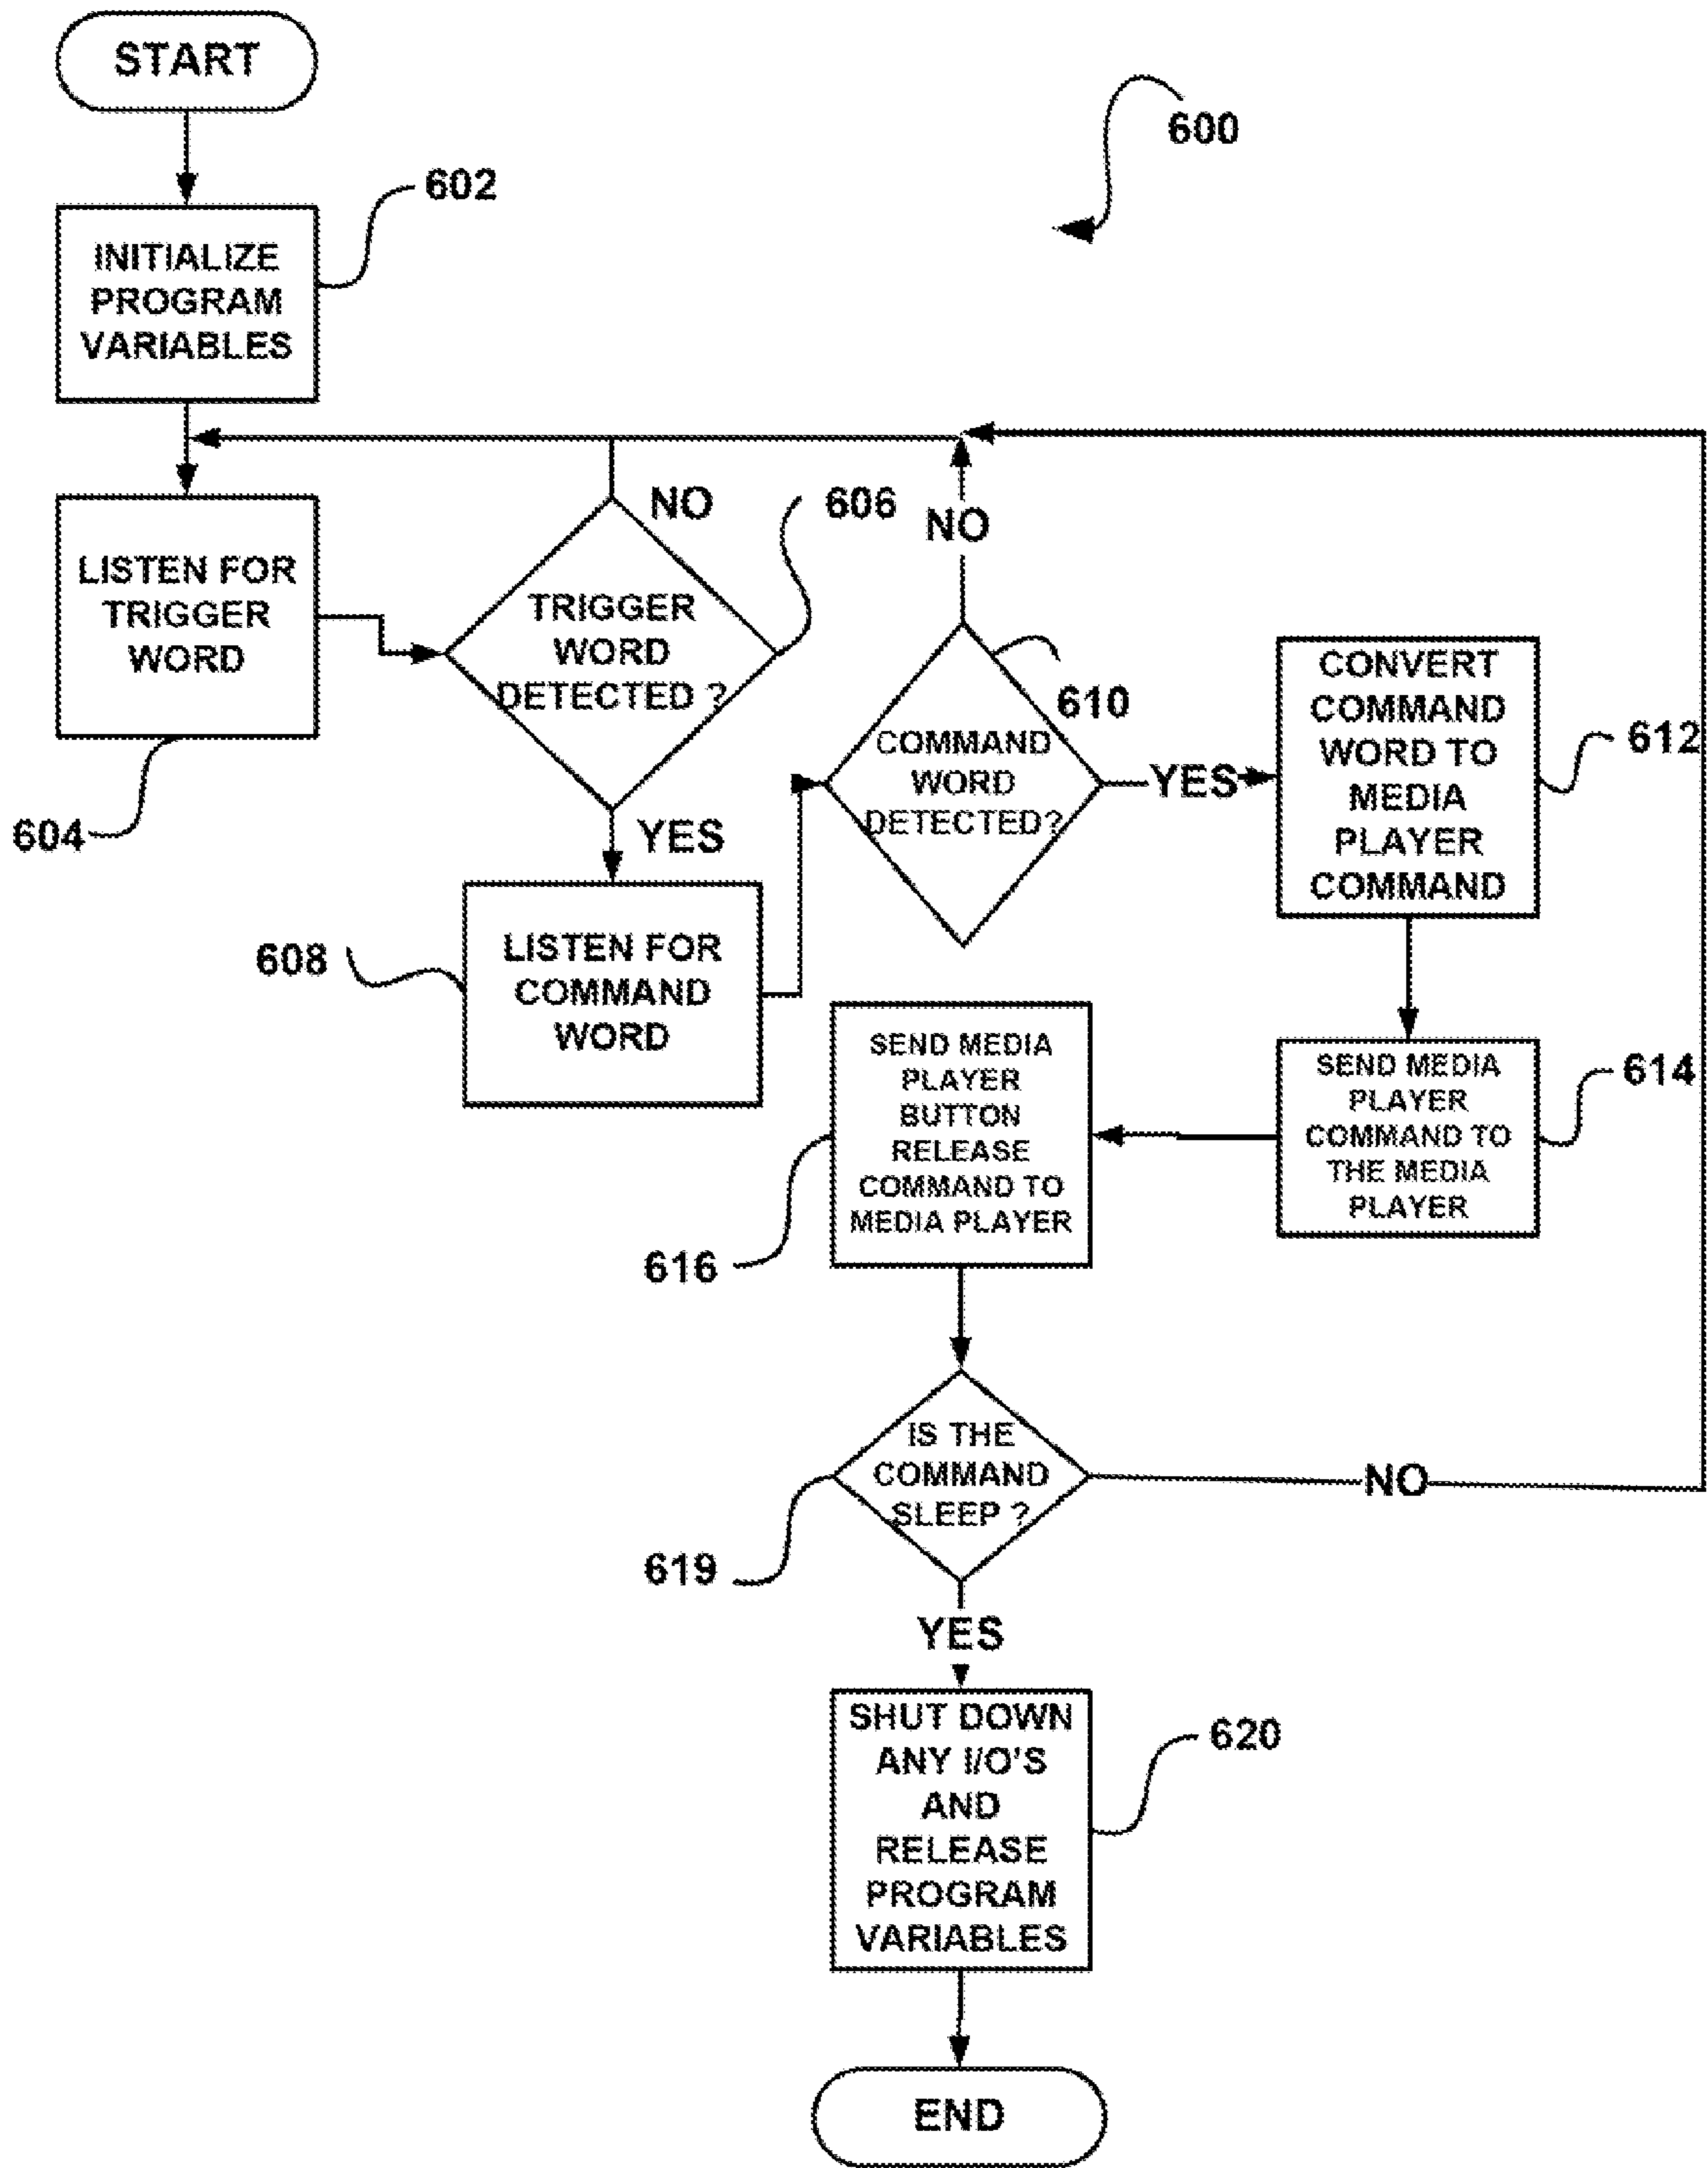 START
600
602
INITIALIZE
PROGRAM
VARIABLES
LISTEN FOR
TRIGGER
WORD
604
NO
606
TRIGGER
WORD
DETECTED ?
YES
608
LISTEN FOR
COMMAND
WORD
NO
610
COMMAND
WORD
DETECTED?
YES
CONVERT
COMMAND
WORD TO
MEDIA
PLAYER
COMMAND
612
SEND MEDIA
PLAYER
COMMAND TO
THE MEDIA
PLAYER
614
SEND MEDIA
PLAYER
BUTTON
RELEASE
COMMAND TO
MEDIA PLAYER
616
IS THE
COMMAND
SLEEP ?
619
NO
YES
SHUT DOWN
ANY I/O'S
AND
RELEASE
PROGRAM
VARIABLES
620
END